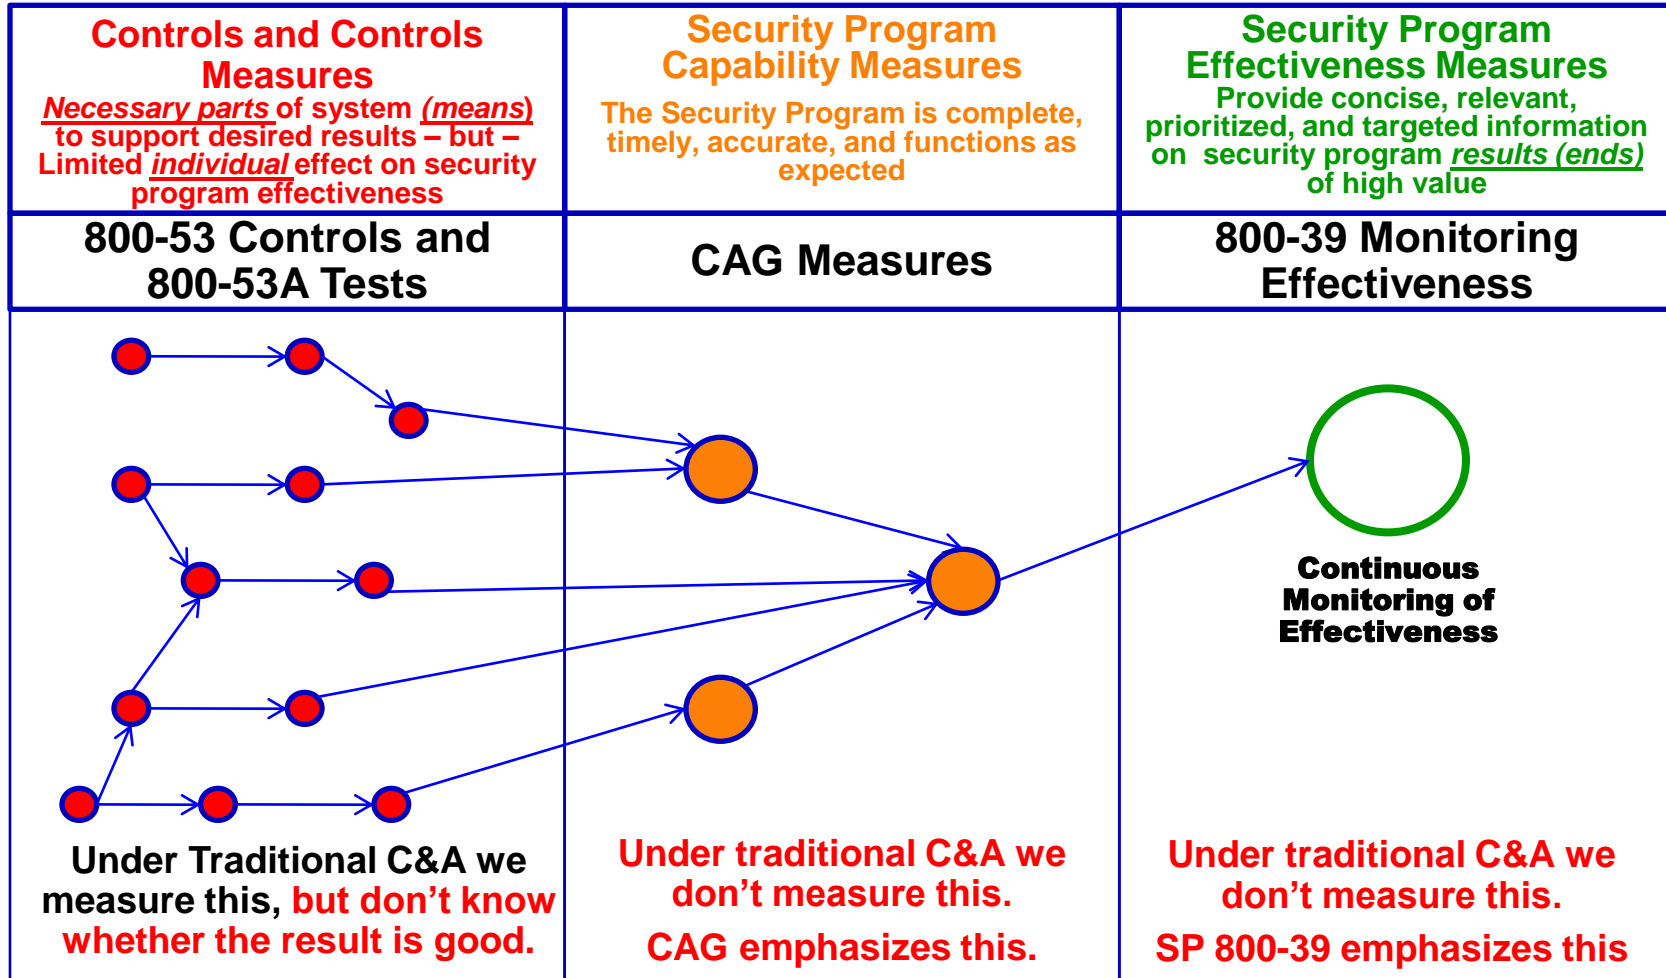 Controls and Controls
Measures
Necessary parts of system (means)
to support desired results – but –
Limited individual effect on security
program effectiveness
Security Program
Capability Measures
The Security Program is complete,
timely, accurate, and functions as
expected
Security Program
Effectiveness Measures
Provide concise, relevant,
prioritized, and targeted information
on security program results (ends)
of high value
800-53 Controls and
800-53A Tests
CAG Measures
800-39 Monitoring
Effectiveness
Continuous
Monitoring of
Effectiveness
Under Traditional C&A we
measure this, but don’t know
whether the result is good.
Under traditional C&A we
don’t measure this.
CAG emphasizes this.
Under traditional C&A we
don’t measure this.
SP 800-39 emphasizes this